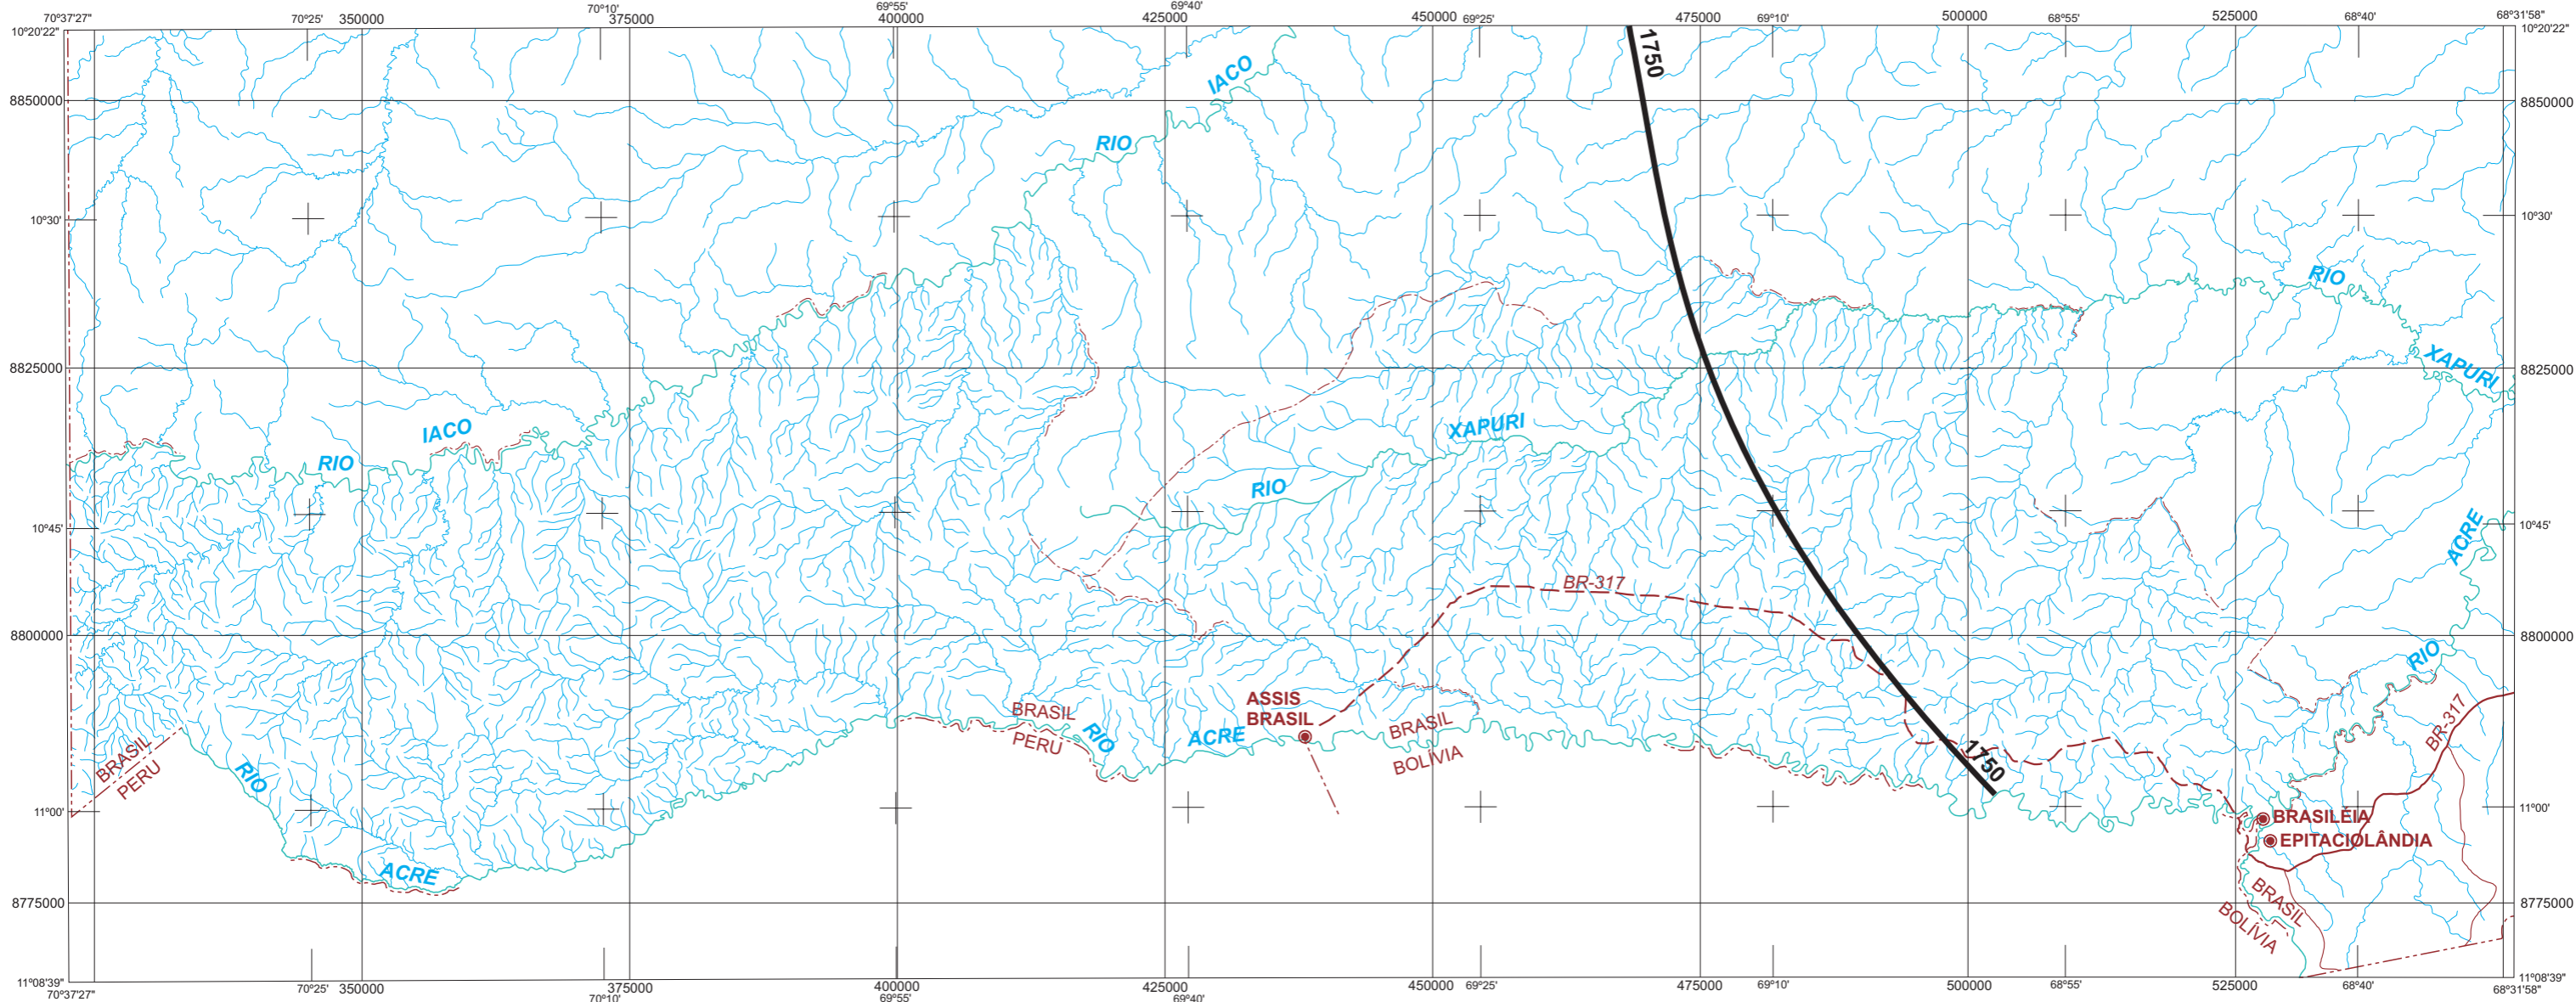 70°37'27"
70°25'
350000
70°10'
375000
69°55'
400000
69°40'
425000
450000
69°25'
475000
69°10'
500000
68°55'
525000
68°40'
68°31'58"
10°20'22"
10°20'22"
1750
IACO
8850000
8850000
RIO
10°30'
10°30'
RIO
XAPURI
8825000
8825000
IACO
XAPURI
RIO
RIO
10°45'
10°45'
ACRE
BR-317
8800000
8800000
RIO
ASSIS
BRASIL
BRASIL
PERU
RIO
ACRE
BRASIL
BOLÍVIA
BR-317
BRASIL
PERU
RIO
1750
11°00'
11°00'
BRASILÉIA
EPITACIOLÂNDIA
ACRE
BRASIL
BOLÍVIA
8775000
8775000
11°08'39"
11°08'39"
70°37'27"
70°25'
350000
70°10'
375000
69°55'
400000
69°40'
425000
450000
69°25'
475000
69°10'
500000
68°55'
525000
68°40'
68°31'58"